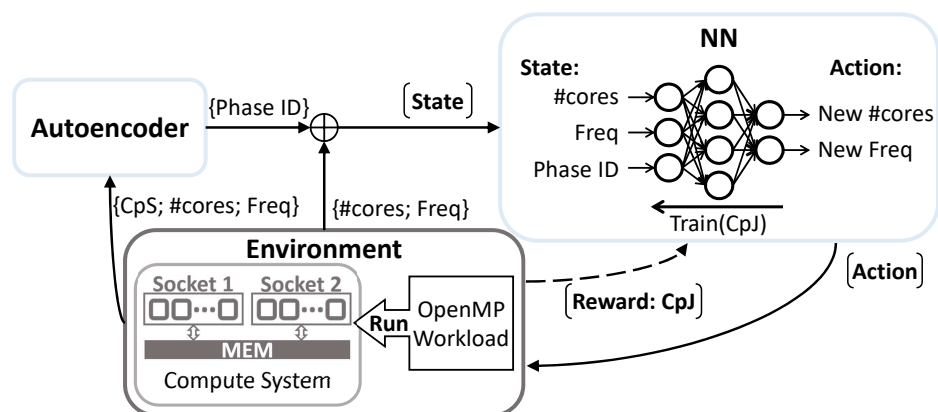 NN
State:
Action:
#cores
Freq
Phase ID
New #cores
New Freq
Train(CpJ)
Autoencoder
{Phase ID}
[State]
{CpS; #cores; Freq}
{#cores; Freq}
Environment
Socket 1
Socket 2
...
...
MEM
Compute System
Run
OpenMP
Workload
[Reward: CpJ]
[Action]